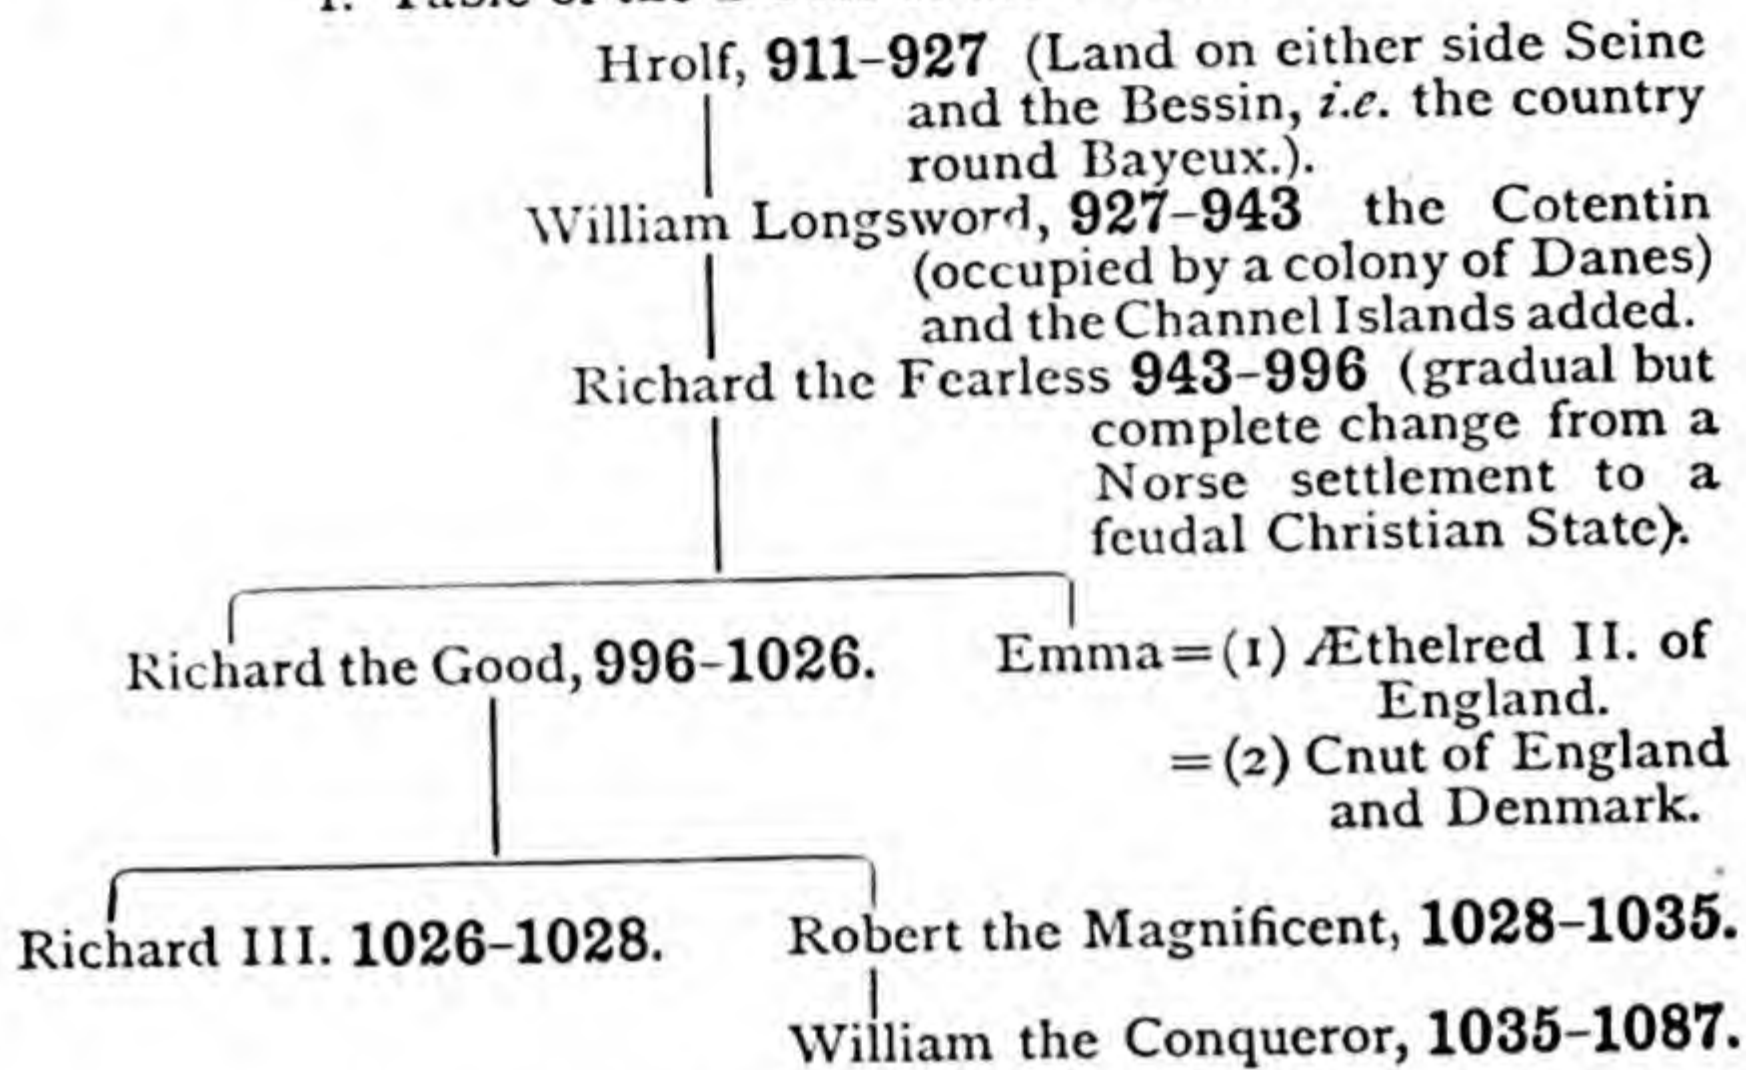 Hrolf, 911–927 (Land on either side Seine
and the Bessin, i.e. the country
round Bayeux.).
William Longsword, 927–943 the Cotentin
(occupied by a colony of Danes)
and the Channel Islands added.
Richard the Fearless 943–996 (gradual but
complete change from a
Norse settlement to a
feudal Christian State).
Richard the Good, 996–1026.
Emma=(1) Æthelred II. of
England.
=(2) Cnut of England
and Denmark.
Richard III. 1026–1028.
Robert the Magnificent, 1028–1035.
William the Conqueror, 1035–1087.